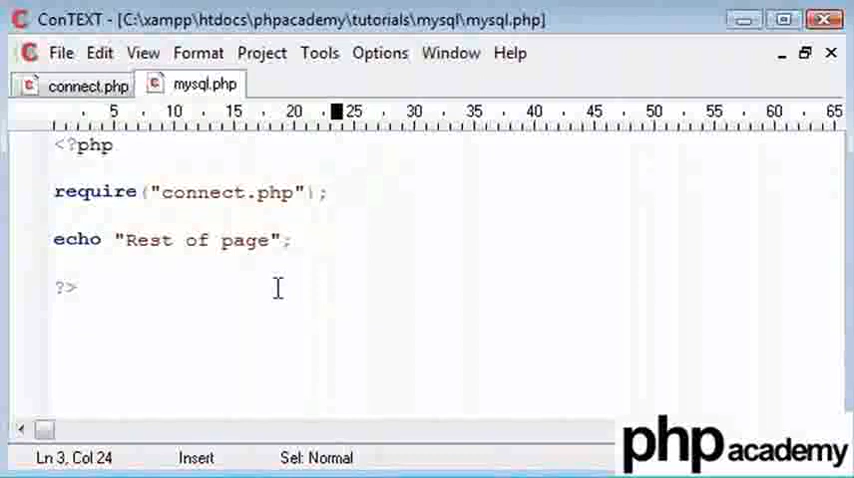 ConTEXT - [C:\xampp\htdocs\phpacademy\tutorials\mysql\mysql.php]
File Edit View Format Project Tools Options Window Help
connect.php mysql.php
5 10 15 20 25 30 35 40 45 50 55 60 65
<?php
require("connect.php");
echo "Rest of page";
?>
Ln 3, Col 24 Insert Sel: Normal
php academy